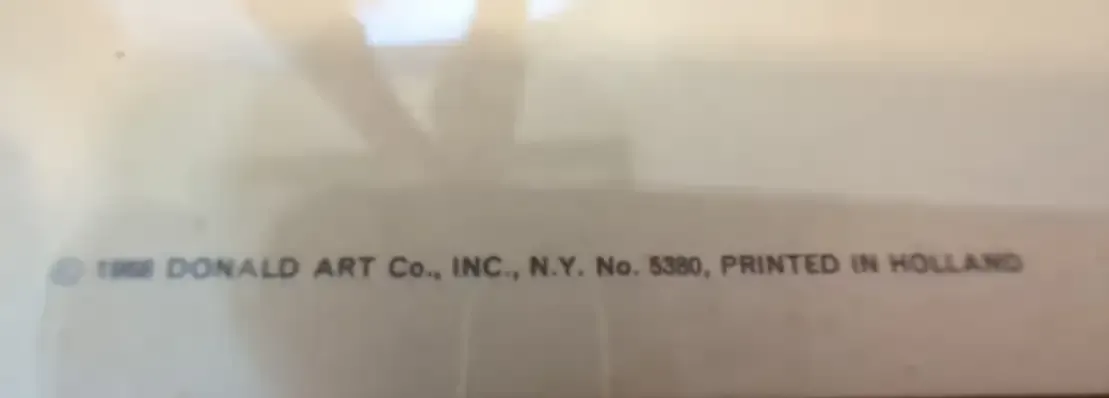 © DONALD ART Co., INC., N.Y. No. 5380, PRINTED IN HOLLAND